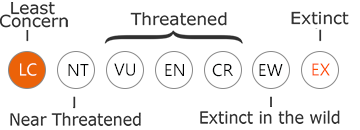 Least
Concern
Threatened
Extinct
LC NT VU EN CR EW EX
Near Threatened
Extinct in the wild